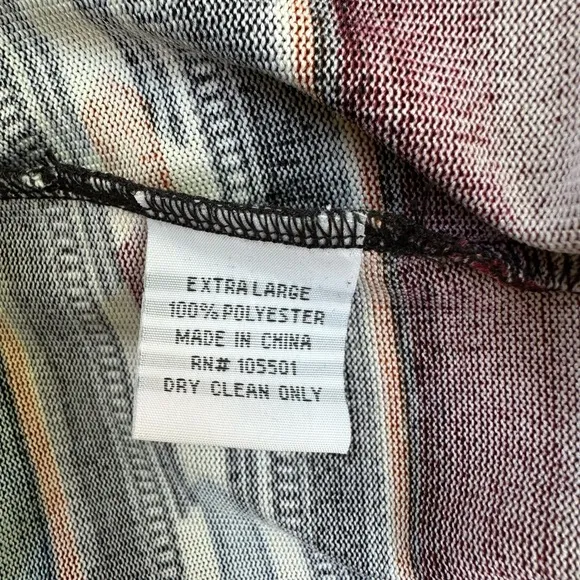 EXTRA LARGE
100% POLYESTER
MADE IN CHINA
RN# 105501
DRY CLEAN ONLY